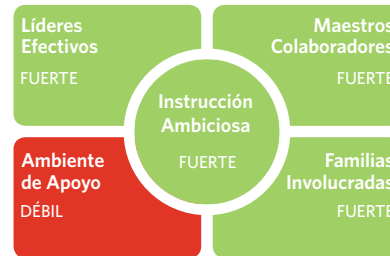 Líderes
Efectivos
FUERTE
Maestros
Colaboradores
FUERTE
Instrucción
Ambiciosa
FUERTE
Ambiente
de Apoyo
DÉBIL
Familias
Involucradas
FUERTE